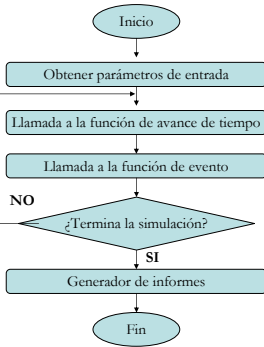 Inicio
Obtener parámetros de entrada
Llamada a la función de avance de tiempo
Llamada a la función de evento
NO
¿Termina la simulación?
SI
Generador de informes
Fin